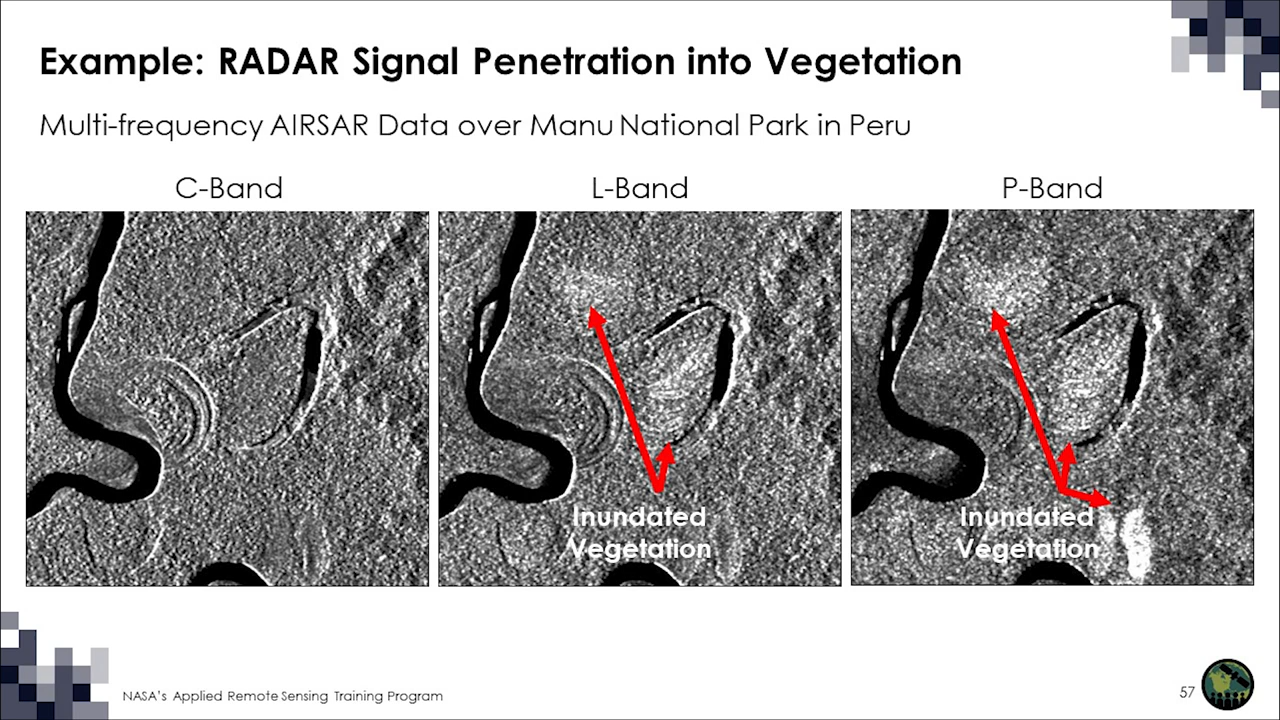 Example: RADAR Signal Penetration into Vegetation
Multi-frequency AIRSAR Data over Manu National Park in Peru
C-Band
L-Band
P-Band
Inundated
Vegetation
Inundated
Vegetation
NASA's Applied Remote Sensing Training Program
57